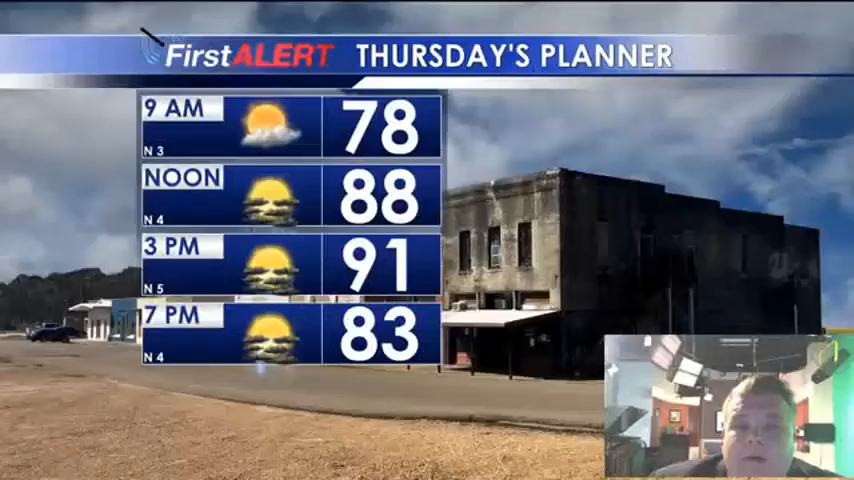 FirstALERT THURSDAY'S PLANNER
9 AM
N 3
78
NOON
N 4
88
3 PM
N 5
91
7 PM
N 4
83